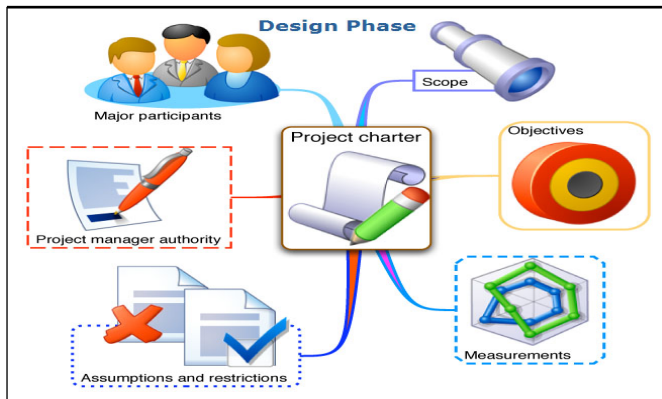 Design Phase
Major participants
Scope
Project charter
Objectives
Project manager authority
Measurements
Assumptions and restrictions